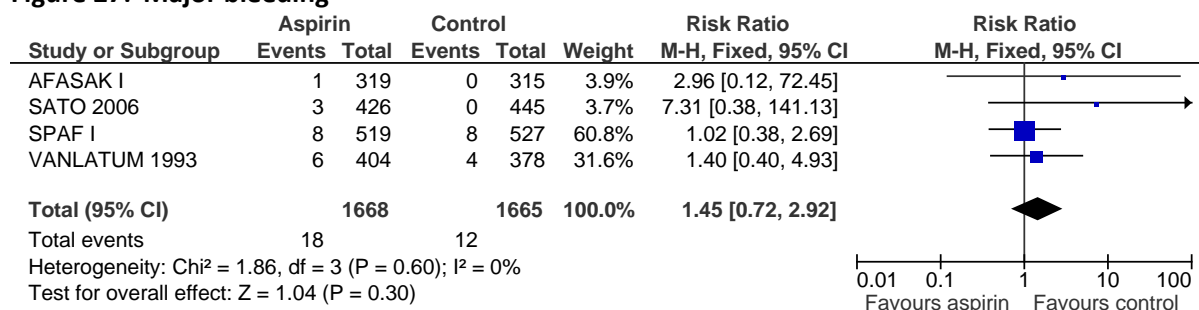 Aspirin Control Risk Ratio Risk Ratio
Study or Subgroup Events Total Events Total Weight M-H, Fixed, 95% CI M-H, Fixed, 95% CI
AFASAK I 1 319 0 315 3.9% 2.96 [0.12, 72.45]
SATO 2006 3 426 0 445 3.7% 7.31 [0.38, 141.13]
SPAF I 8 519 8 527 60.8% 1.02 [0.38, 2.69]
VANLATUM 1993 6 404 4 378 31.6% 1.40 [0.40, 4.93]
Total (95% CI) 1668 1665 100.0% 1.45 [0.72, 2.92]
Total events 18 12
Heterogeneity: Chi² = 1.86, df = 3 (P = 0.60); I² = 0%
Test for overall effect: Z = 1.04 (P = 0.30)
0.01 0.1 1 10 100
Favours aspirin Favours control